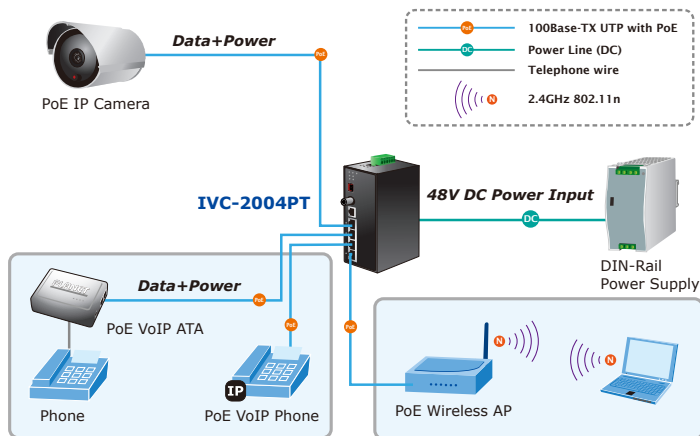 Data+Power
PoE
PoE IP Camera
PoE
100Base-TX UTP with PoE
DC
Power Line (DC)
Telephone wire
N
2.4GHz 802.11n
IVC-2004PT
48V DC Power Input
DC
DIN-Rail
Power Supply
PLANET
Data+Power
PoE
PoE VoIP ATA
PoE
PoE
Phone
IP
PoE VoIP Phone
N
N
PoE Wireless AP